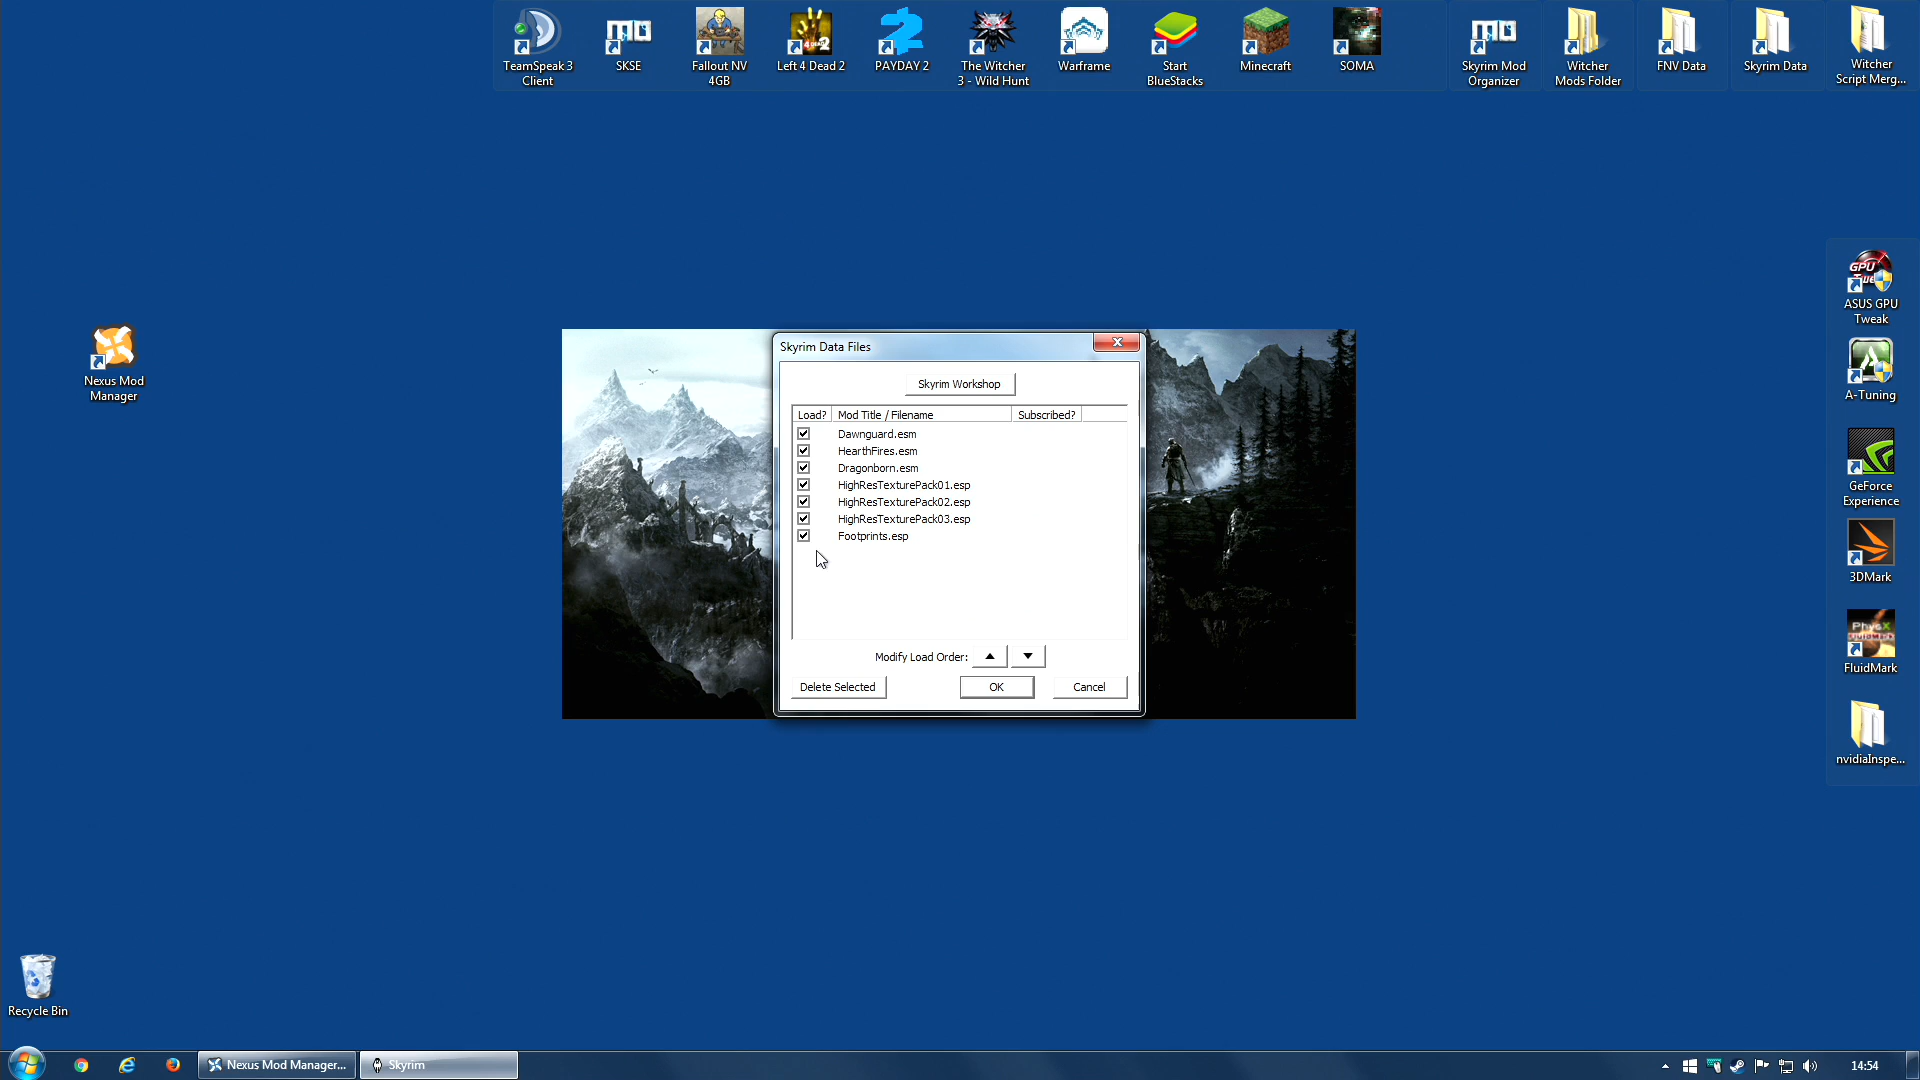 TeamSpeak 3
Client
SKSE
Fallout NV
4GB
Left 4 Dead 2
PAYDAY 2
The Witcher
3 - Wild Hunt
Warframe
Start
BlueStacks
Minecraft
SOMA
Skyrim Mod
Organizer
Witcher
Mods Folder
FNV Data
Skyrim Data
Witcher
Script Merg...
Nexus Mod
Manager
ASUS GPU
Tweak
A-Tuning
GeForce
Experience
3DMark
FluidMark
nvidiaInspe...
Skyrim Data Files
Skyrim Workshop
Load? Mod Title / Filename Subscribed?
Dawnguard.esm
HearthFires.esm
Dragonborn.esm
HighResTexturePack01.esp
HighResTexturePack02.esp
HighResTexturePack03.esp
Footprints.esp
Modify Load Order:
Delete Selected OK Cancel
Recycle Bin
Nexus Mod Manager... Skyrim 14:54